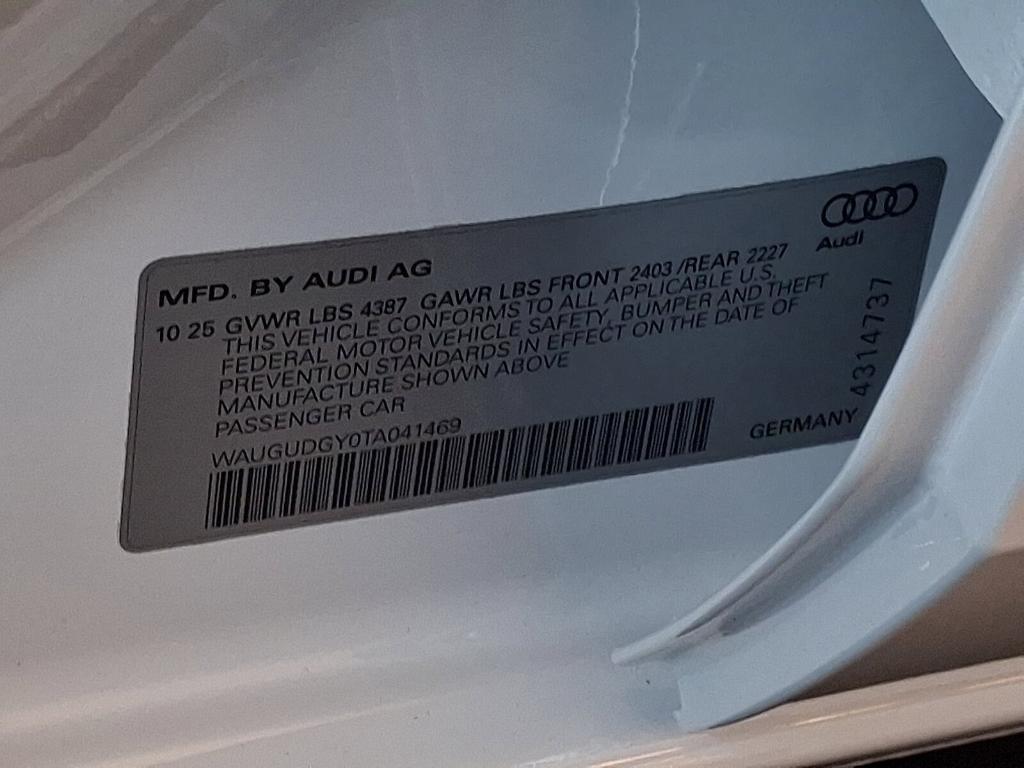 Audi
MFD. BY AUDI AG
10 25 GVWR LBS 4387 GAWR LBS FRONT 2403 /REAR 2227
THIS VEHICLE CONFORMS TO ALL APPLICABLE U.S.
FEDERAL MOTOR VEHICLE SAFETY, BUMPER AND THEFT
PREVENTION STANDARDS IN EFFECT ON THE DATE OF
MANUFACTURE SHOWN ABOVE
PASSENGER CAR
WAUGUDGY0TA041469
GERMANY
4314737